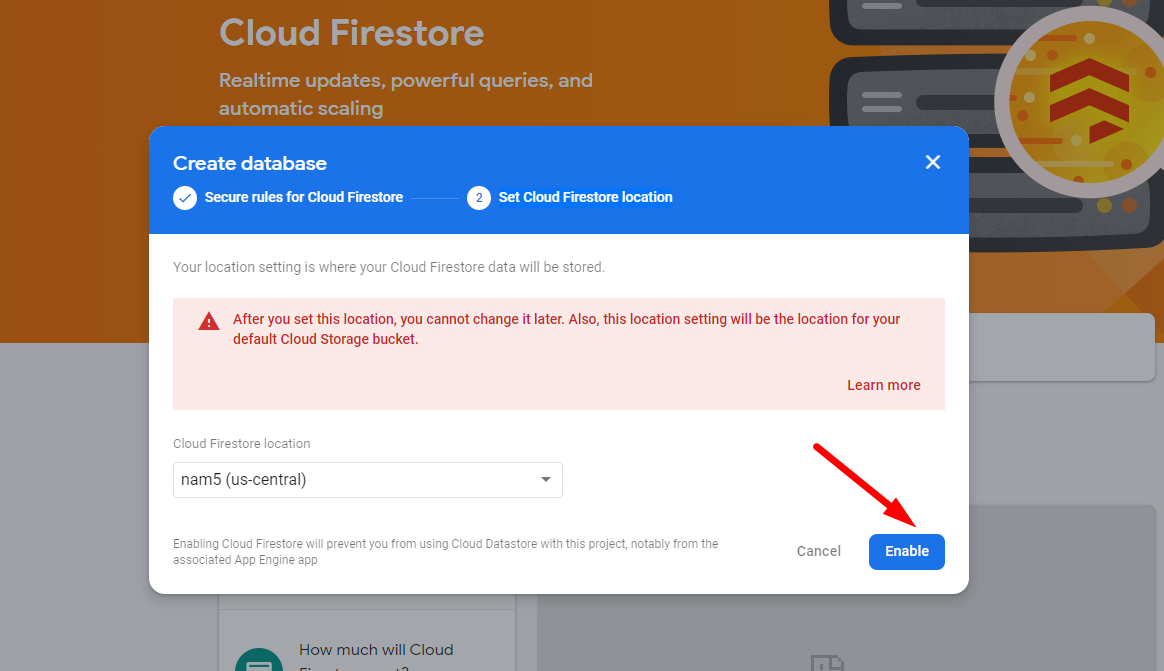 Cloud Firestore
Realtime updates, powerful queries, and
automatic scaling
Create database
Secure rules for Cloud Firestore
2 Set Cloud Firestore location
Your location setting is where your Cloud Firestore data will be stored.
After you set this location, you cannot change it later. Also, this location setting will be the location for your
default Cloud Storage bucket.
Learn more
Cloud Firestore location
nam5 (us-central)
Enabling Cloud Firestore will prevent you from using Cloud Datastore with this project, notably from the
associated App Engine app
Cancel
Enable
How much will Cloud